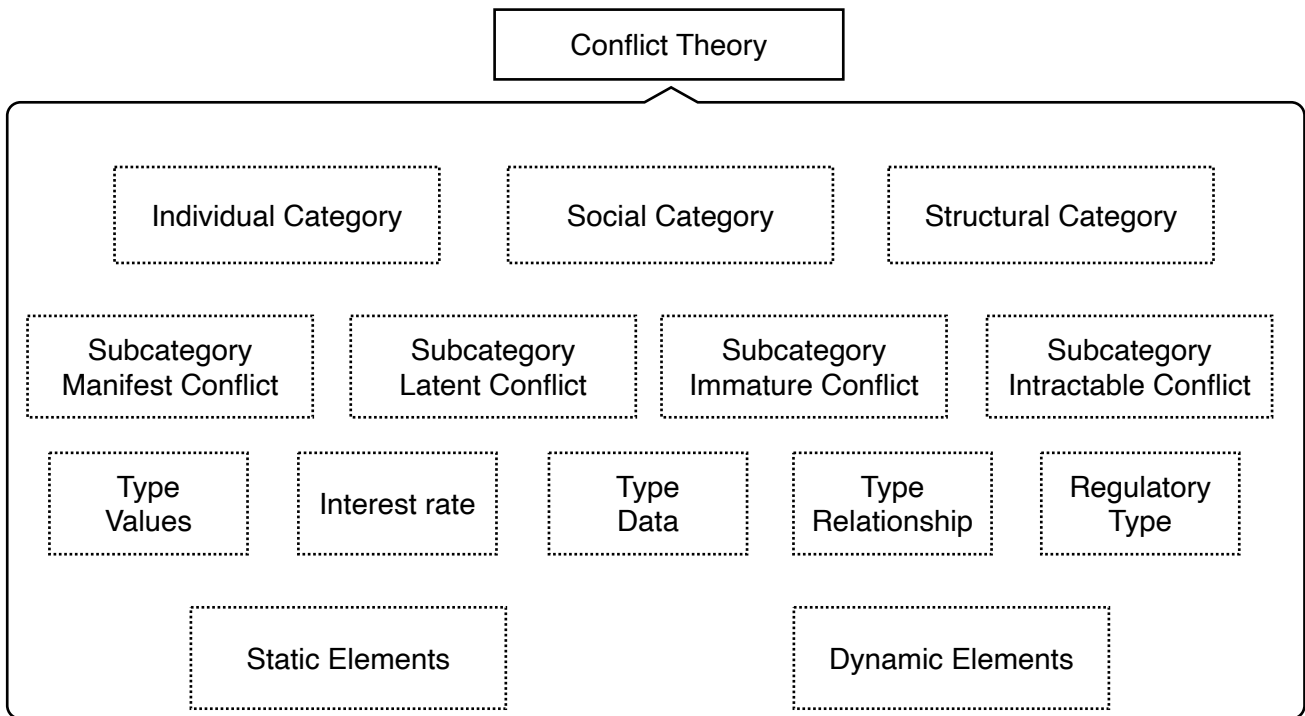 Conflict Theory
Individual Category
Social Category
Structural Category
Subcategory
Manifest Conflict
Subcategory
Latent Conflict
Subcategory
Immature Conflict
Subcategory
Intractable Conflict
Type
Values
Interest rate
Type
Data
Type
Relationship
Regulatory
Type
Static Elements
Dynamic Elements